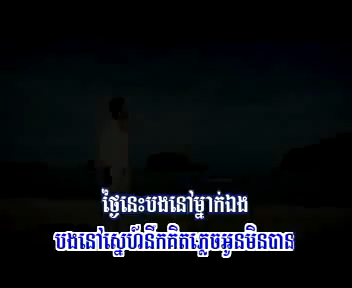 ថ្ងៃនេះបងនៅម្នាក់ឯង
បងនៅស្នេហ៍នឹកគិតភ្លេចអូនមិនបាន